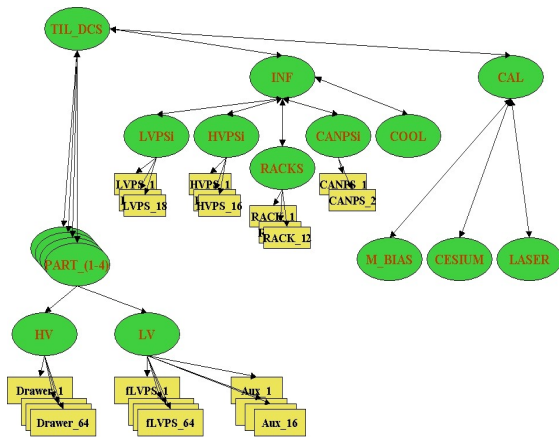 TIL_DCS
INF
CAL
LVPSi
HVPSi
CANPSi
COOL
RACKS
LVPS_1
LVPS_18
HVPS_1
HVPS_16
CANPS_1
CANPS_2
RACK_1
RACK_12
PART_(1-4)
M_BIAS
CESIUM
LASER
HV
LV
Drawer_1
Drawer_64
fLVPS_1
fLVPS_64
Aux_1
Aux_16